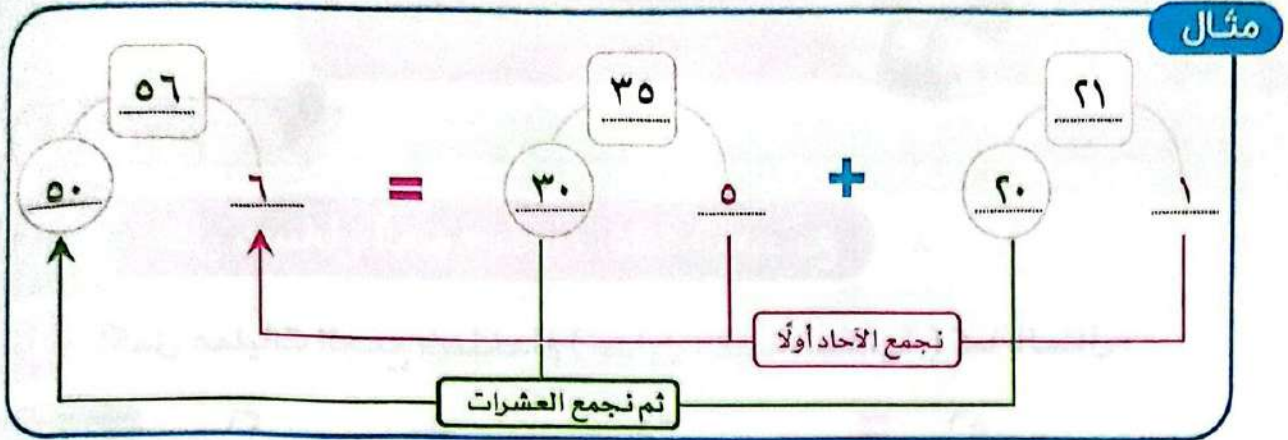 مثال
٢١ ٣٥ ٥٦
١ ٢٠ + ٥ ٣٠ = ٦ ٥٠
نجمع الآحاد أولًا
ثم نجمع العشرات